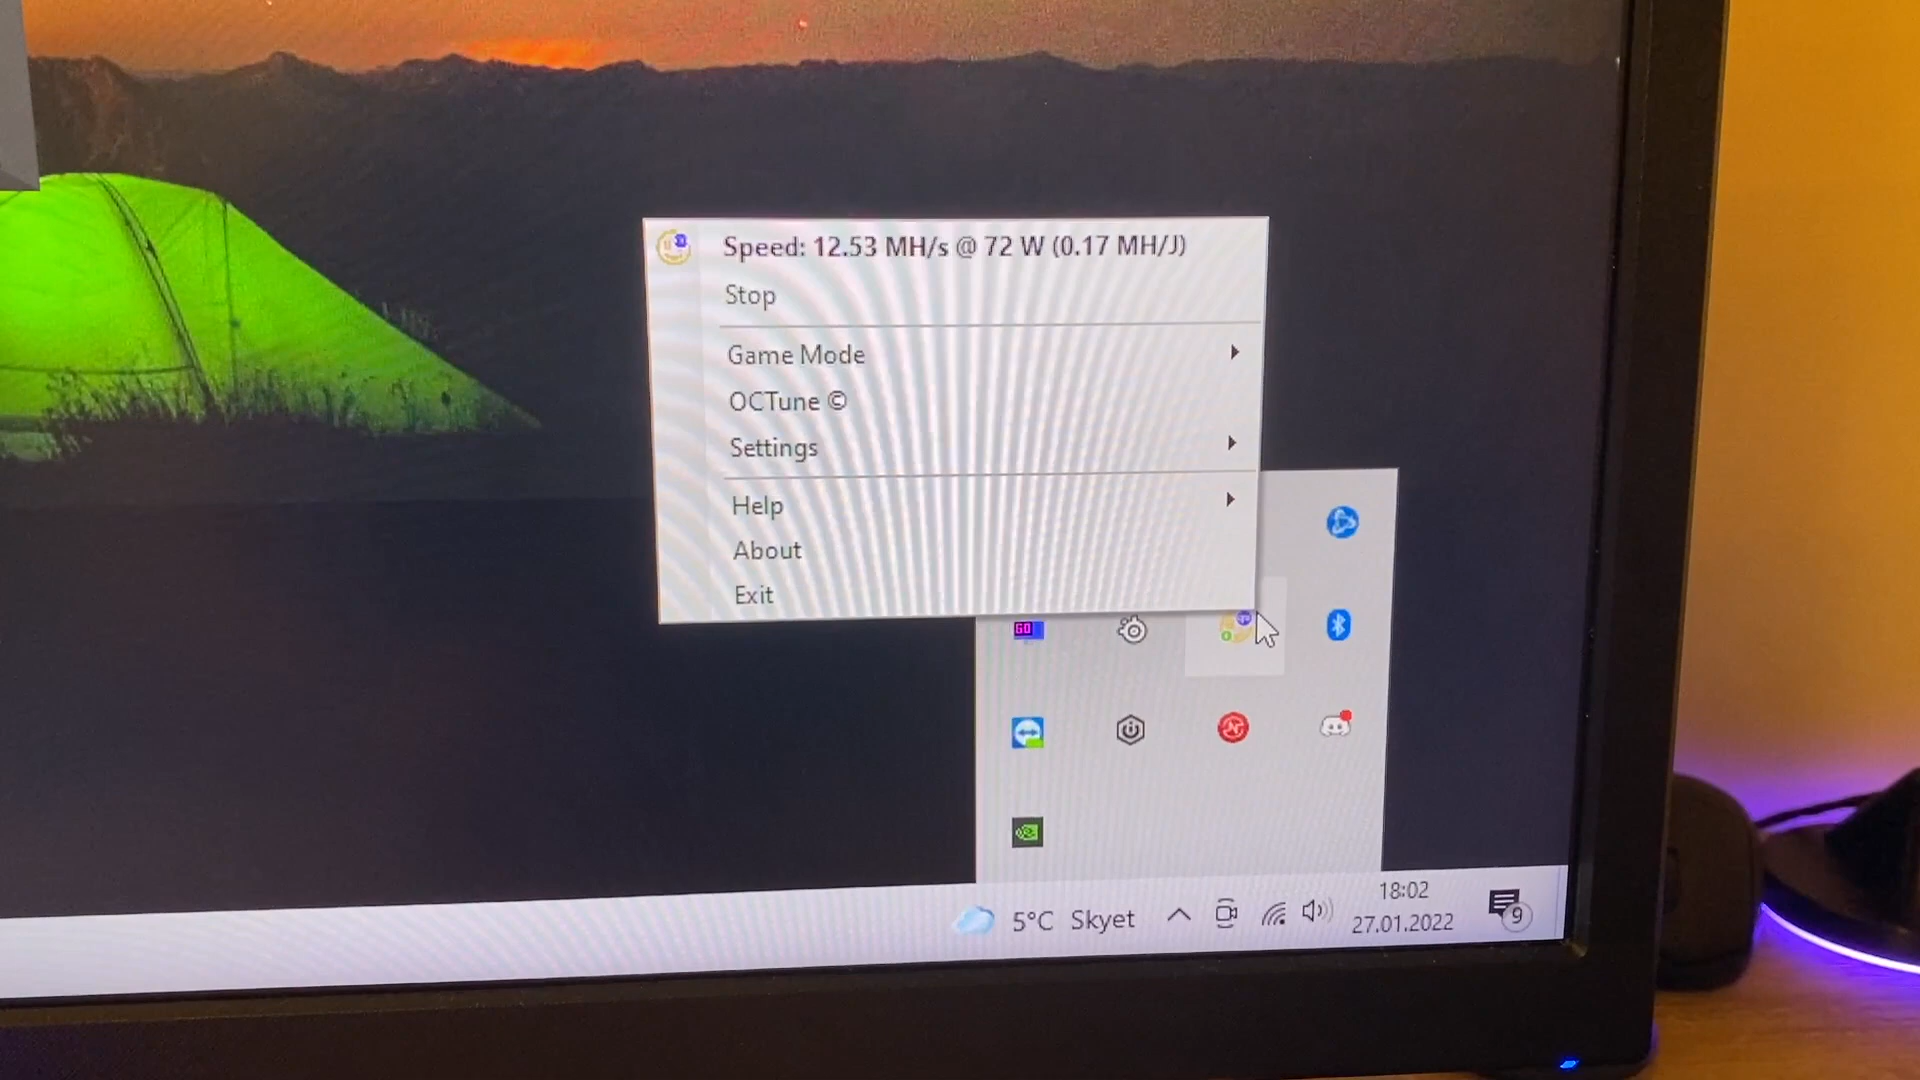 Speed: 12.53 MH/s @ 72 W (0.17 MH/J)
Stop
Game Mode
OCTune ©
Settings
Help
About
Exit
GO
5°C Skyet
18:02
27.01.2022
9